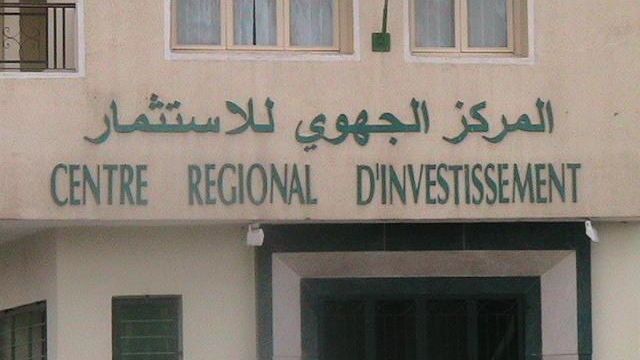 المركز الجهوي للاستثمار
CENTRE REGIONAL D'INVESTISSEMENT